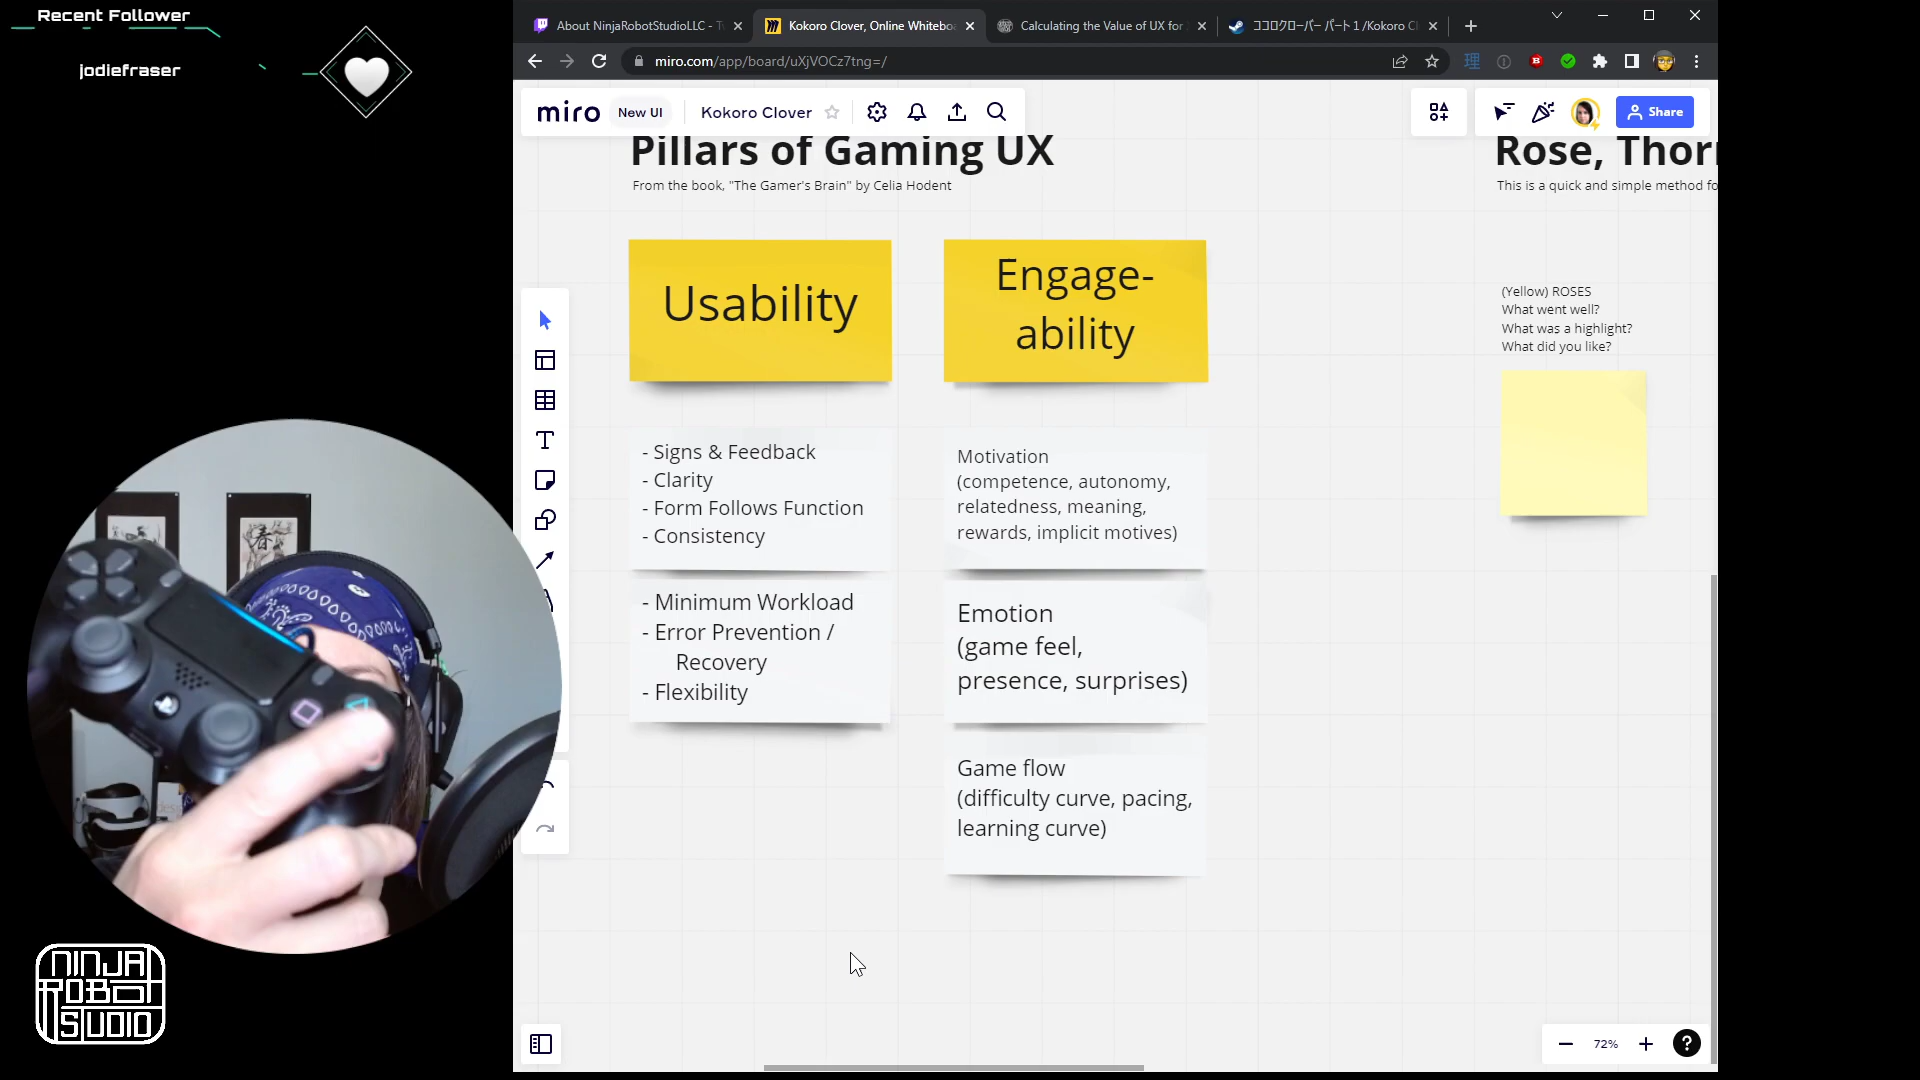 Recent Follower
jodiefraser
NINJA
ROBOT
STUDIO
About NinjaRobotStudioLLC - Tw
Kokoro Clover, Online Whiteboa
Calculating the Value of UX for
ココロクローバー パート1/Kokoro Cl
miro.com/app/board/uXjVOCz7tng=/
miro
New UI
Kokoro Clover
Share
Pillars of Gaming UX
From the book, "The Gamer's Brain" by Celia Hodent
Usability
Engage-
ability
- Signs & Feedback
- Clarity
- Form Follows Function
- Consistency
- Minimum Workload
- Error Prevention /
Recovery
- Flexibility
Motivation
(competence, autonomy,
relatedness, meaning,
rewards, implicit motives)
Emotion
(game feel,
presence, surprises)
Game flow
(difficulty curve, pacing,
learning curve)
Rose, Thorn
This is a quick and simple method fo
(Yellow) ROSES
What went well?
What was a highlight?
What did you like?
72%
春